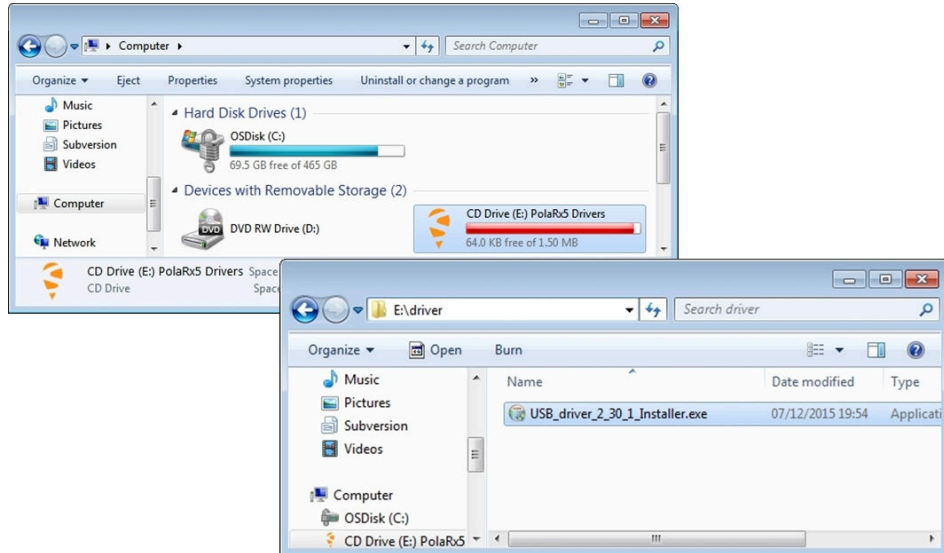 Computer
Search Computer
Organize Eject Properties System properties Uninstall or change a program »
Music
Pictures
Subversion
Videos
Computer
Network
Hard Disk Drives (1)
OSDisk (C:)
69.5 GB free of 465 GB
Devices with Removable Storage (2)
DVD
DVD RW Drive (D:)
CD Drive (E:) PolaRx5 Drivers
64.0 KB free of 1.50 MB
CD Drive (E:) PolaRx5 Drivers Space
CD Drive Space
E:\driver
Search driver
Organize Open Burn
Music
Pictures
Subversion
Videos
Computer
OSDisk (C:)
CD Drive (E:) PolaRx5
Name Date modified Type
USB_driver_2_30_1_Installer.exe 07/12/2015 19:54 Applicati